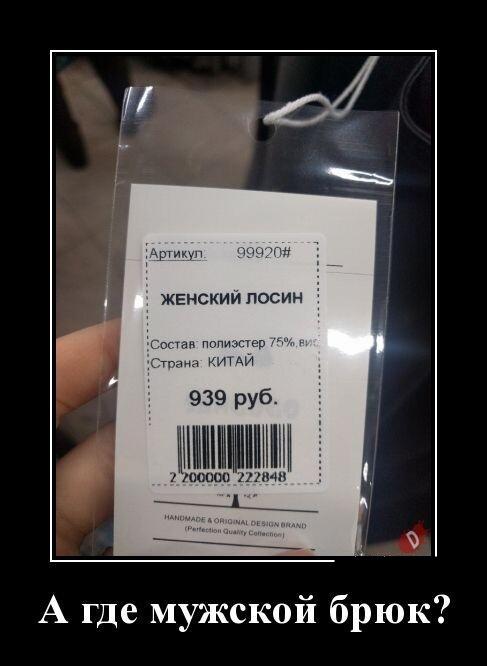 Артикул: 99920#
ЖЕНСКИЙ ЛОСИН
Состав: полиэстер 75%,вис
Страна: КИТАЙ
939 руб.
2 200000 222848
HANDMADE & ORIGINAL DESIGN BRAND
(Perfection Quality Collection)
D
А где мужской брюк?